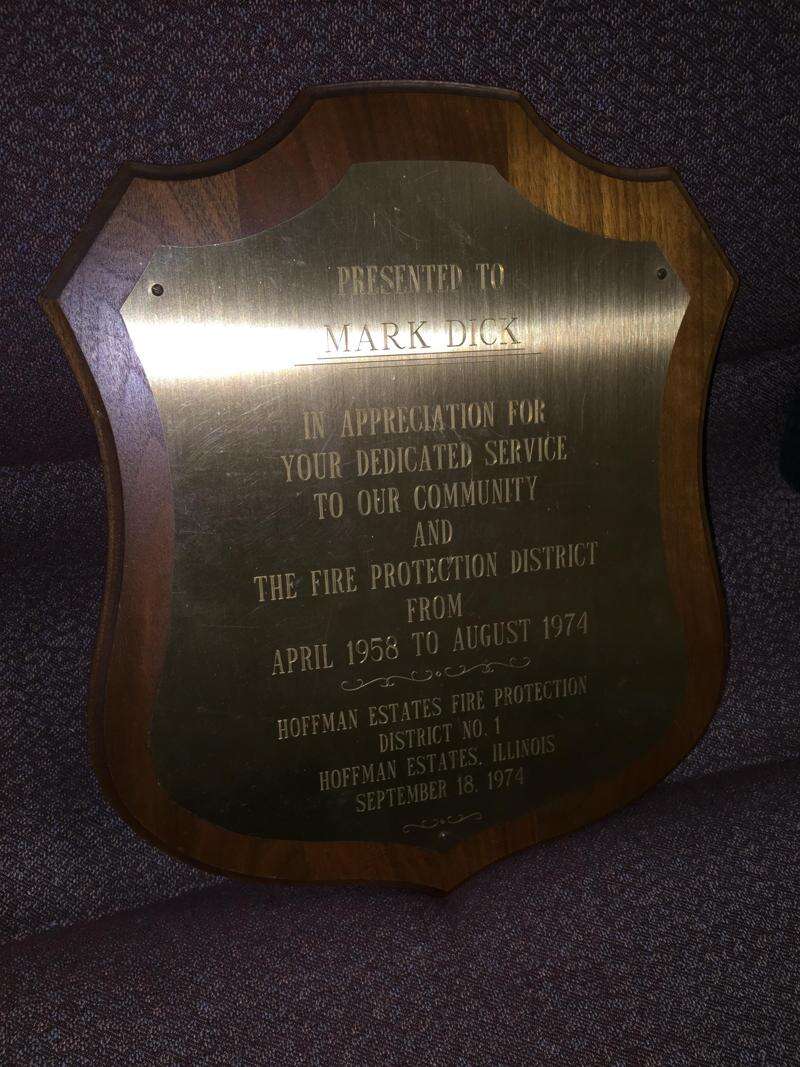 PRESENTED TO
MARK DICK
IN APPRECIATION FOR
YOUR DEDICATED SERVICE
TO OUR COMMUNITY
AND
THE FIRE PROTECTION DISTRICT
FROM
APRIL 1958 TO AUGUST 1974
HOFFMAN ESTATES FIRE PROTECTION
DISTRICT NO. 1
HOFFMAN ESTATES, ILLINOIS
SEPTEMBER 18, 1974